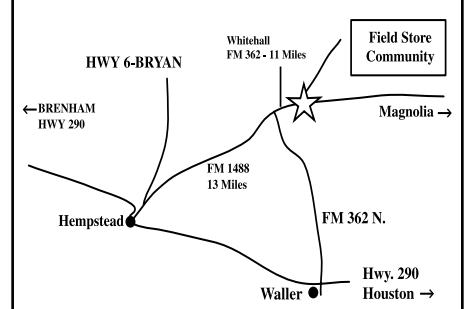 Whitehall
FM 362 - 11 Miles
Field Store
Community
HWY 6-BRYAN
←BRENHAM
HWY 290
Magnolia →
FM 1488
13 Miles
Hempstead
FM 362 N.
Hwy. 290
Houston →
Waller